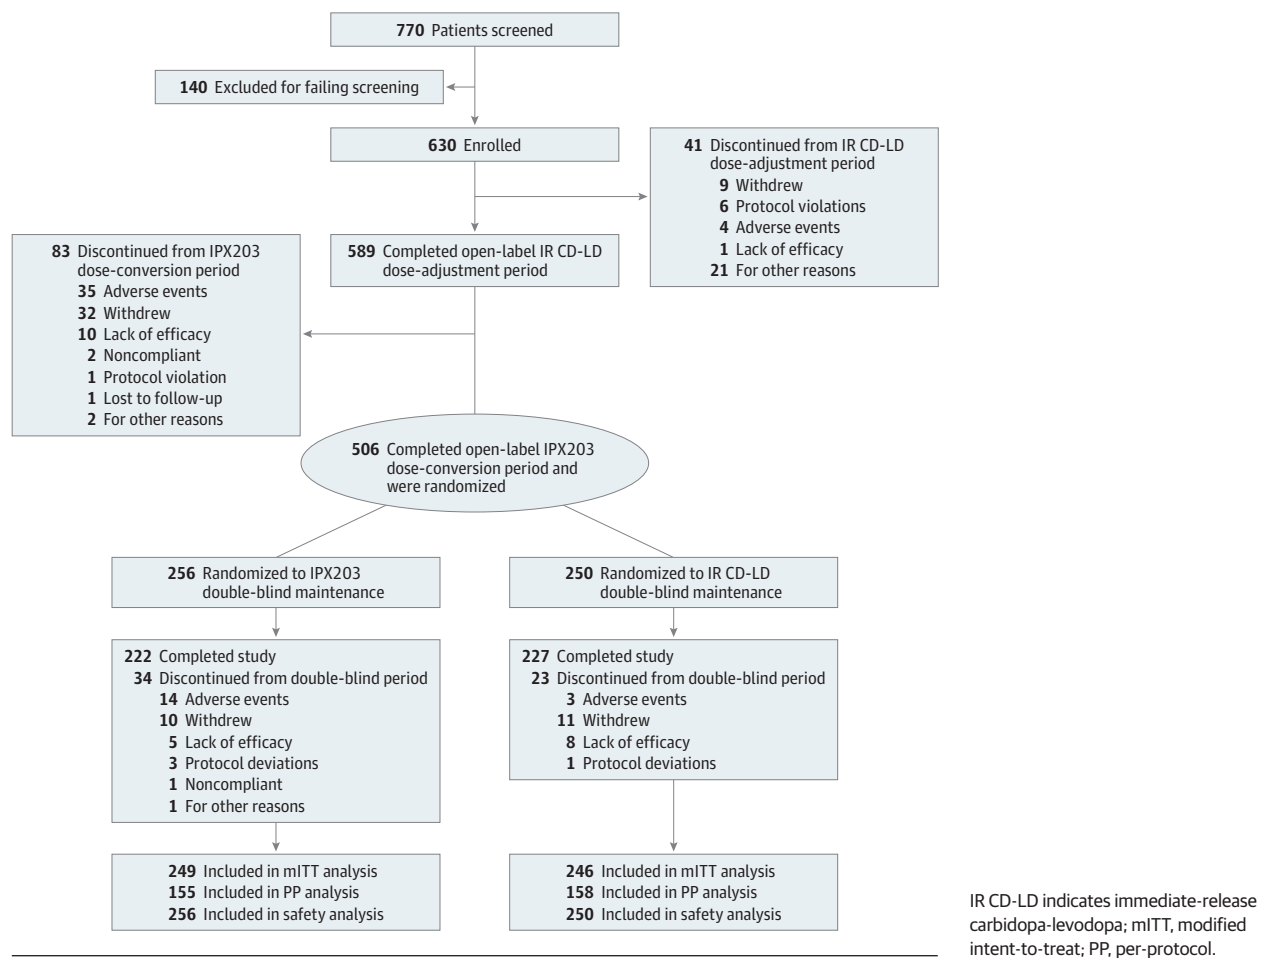 770 Patients screened
140 Excluded for failing screening
630 Enrolled
41 Discontinued from IR CD-LD
dose-adjustment period
9 Withdrew
6 Protocol violations
4 Adverse events
1 Lack of efficacy
21 For other reasons
589 Completed open-label IR CD-LD
dose-adjustment period
83 Discontinued from IPX203
dose-conversion period
35 Adverse events
32 Withdrew
10 Lack of efficacy
2 Noncompliant
1 Protocol violation
1 Lost to follow-up
2 For other reasons
506 Completed open-label IPX203
dose-conversion period and
were randomized
256 Randomized to IPX203
double-blind maintenance
250 Randomized to IR CD-LD
double-blind maintenance
222 Completed study
34 Discontinued from double-blind period
14 Adverse events
10 Withdrew
5 Lack of efficacy
3 Protocol deviations
1 Noncompliant
1 For other reasons
227 Completed study
23 Discontinued from double-blind period
3 Adverse events
11 Withdrew
8 Lack of efficacy
1 Protocol deviations
249 Included in mITT analysis
155 Included in PP analysis
256 Included in safety analysis
246 Included in mITT analysis
158 Included in PP analysis
250 Included in safety analysis
IR CD-LD indicates immediate-release
carbidopa-levodopa; mITT, modified
intent-to-treat; PP, per-protocol.